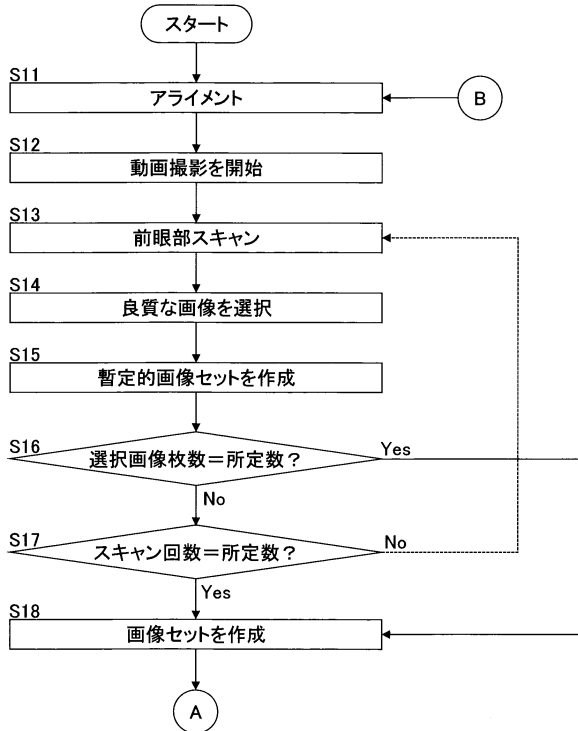 スタート
S11
アライメント
B
S12
動画撮影を開始
S13
前眼部スキャン
S14
良質な画像を選択
S15
暫定的画像セットを作成
S16
選択画像枚数=所定数?
Yes
No
S17
スキャン回数=所定数?
No
Yes
S18
画像セットを作成
A